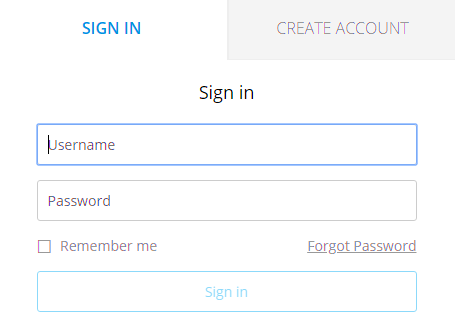 SIGN IN CREATE ACCOUNT
Sign in
Username
Password
Remember me Forgot Password
Sign in